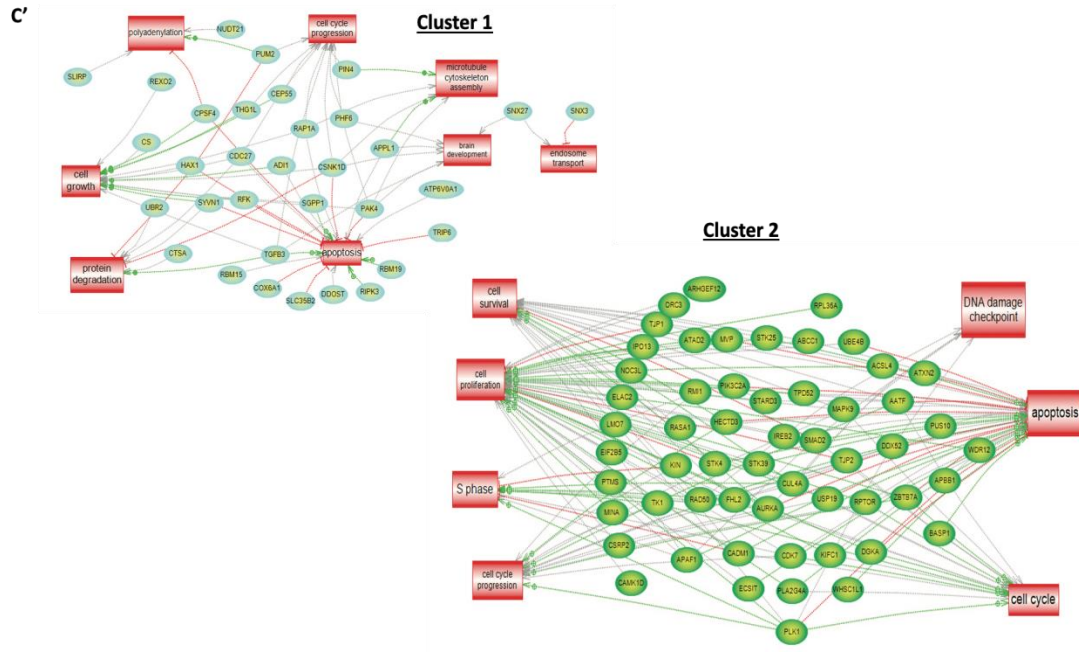 C’
Cluster 1
polyadenylation
NUDT21
cell cycle
progression
PUM2
SLIRP
PIN4
microtubule
cytoskeleton
assembly
REXO2
CEP55
THG1L
CPSF4
SNX27
SNX3
RAP1A
PHF6
CS
APPL1
brain
development
endosome
transport
HAX1
CDC27
ADI1
CSNK1D
cell
growth
ATP6V0A1
UBR2
SYVN1
RFK
SGPP1
PAK4
TRIP6
apoptosis
CTSA
TGFB3
protein
degradation
RBM15
RBM19
COX6A1
DDOST
RIPK3
SLC35B2
Cluster 2
cell
survival
ARHGEF12
ORC3
RPL35A
DNA damage
checkpoint
TJP1
IPO13
ATAD2
MVP
STK25
ABCC1
UBE4B
NOC3L
ACSL4
ATXN2
cell
proliferation
ELAC2
RMI1
PIK3C2A
STARD3
TPD52
MAPK9
AATF
apoptosis
LMO7
RASA1
HECTD3
IREB2
SMAD2
PUS10
EIF2B5
DDX52
WDR12
KIN
STK4
STK39
TJP2
S phase
PTMS
CUL4A
APBB1
TK1
RAD50
FHL2
AURKA
USP19
RPTOR
ZBTB7A
MINA
BASP1
CSRP2
APAF1
CADM1
CDK7
KIFC1
DGKA
cell cycle
progression
CAMK1D
ECSIT
PLA2G4A
WHSC1L1
cell cycle
PLK1